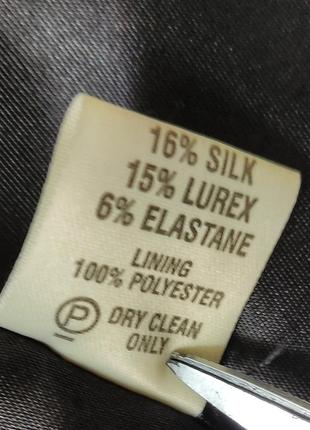 16% SILK
15% LUREX
6% ELASTANE
LINING
100% POLYESTER
P DRY CLEAN
ONLY